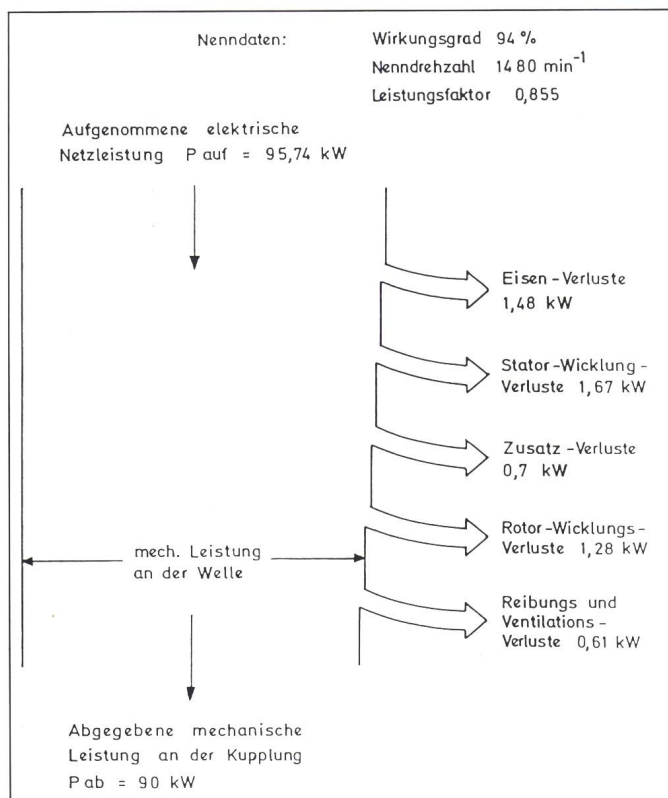 Nenndaten: Wirkungsgrad 94 %
Nenndrehzahl 1480 min⁻¹
Leistungsfaktor 0,855
Aufgenommene elektrische
Netzleistung P auf = 95,74 kW
Eisen - Verluste
1,48 kW
Stator - Wicklung -
Verluste 1,67 kW
Zusatz - Verluste
0,7 kW
Rotor - Wicklungs -
Verluste 1,28 kW
mech. Leistung
an der Welle
Reibungs und
Ventilations -
Verluste 0,61 kW
Abgegebene mechanische
Leistung an der Kupplung
P ab = 90 kW